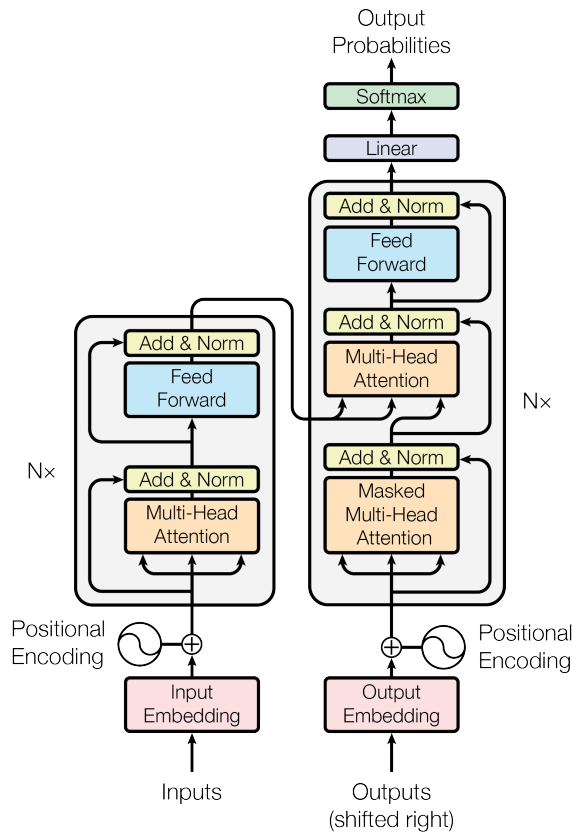 Output
Probabilities
Softmax
Linear
Add & Norm
Feed
Forward
Add & Norm
Multi-Head
Attention
Add & Norm
Masked
Multi-Head
Attention
N×
Add & Norm
Feed
Forward
Add & Norm
Multi-Head
Attention
N×
Positional
Encoding
Positional
Encoding
Input
Embedding
Output
Embedding
Inputs
Outputs
(shifted right)